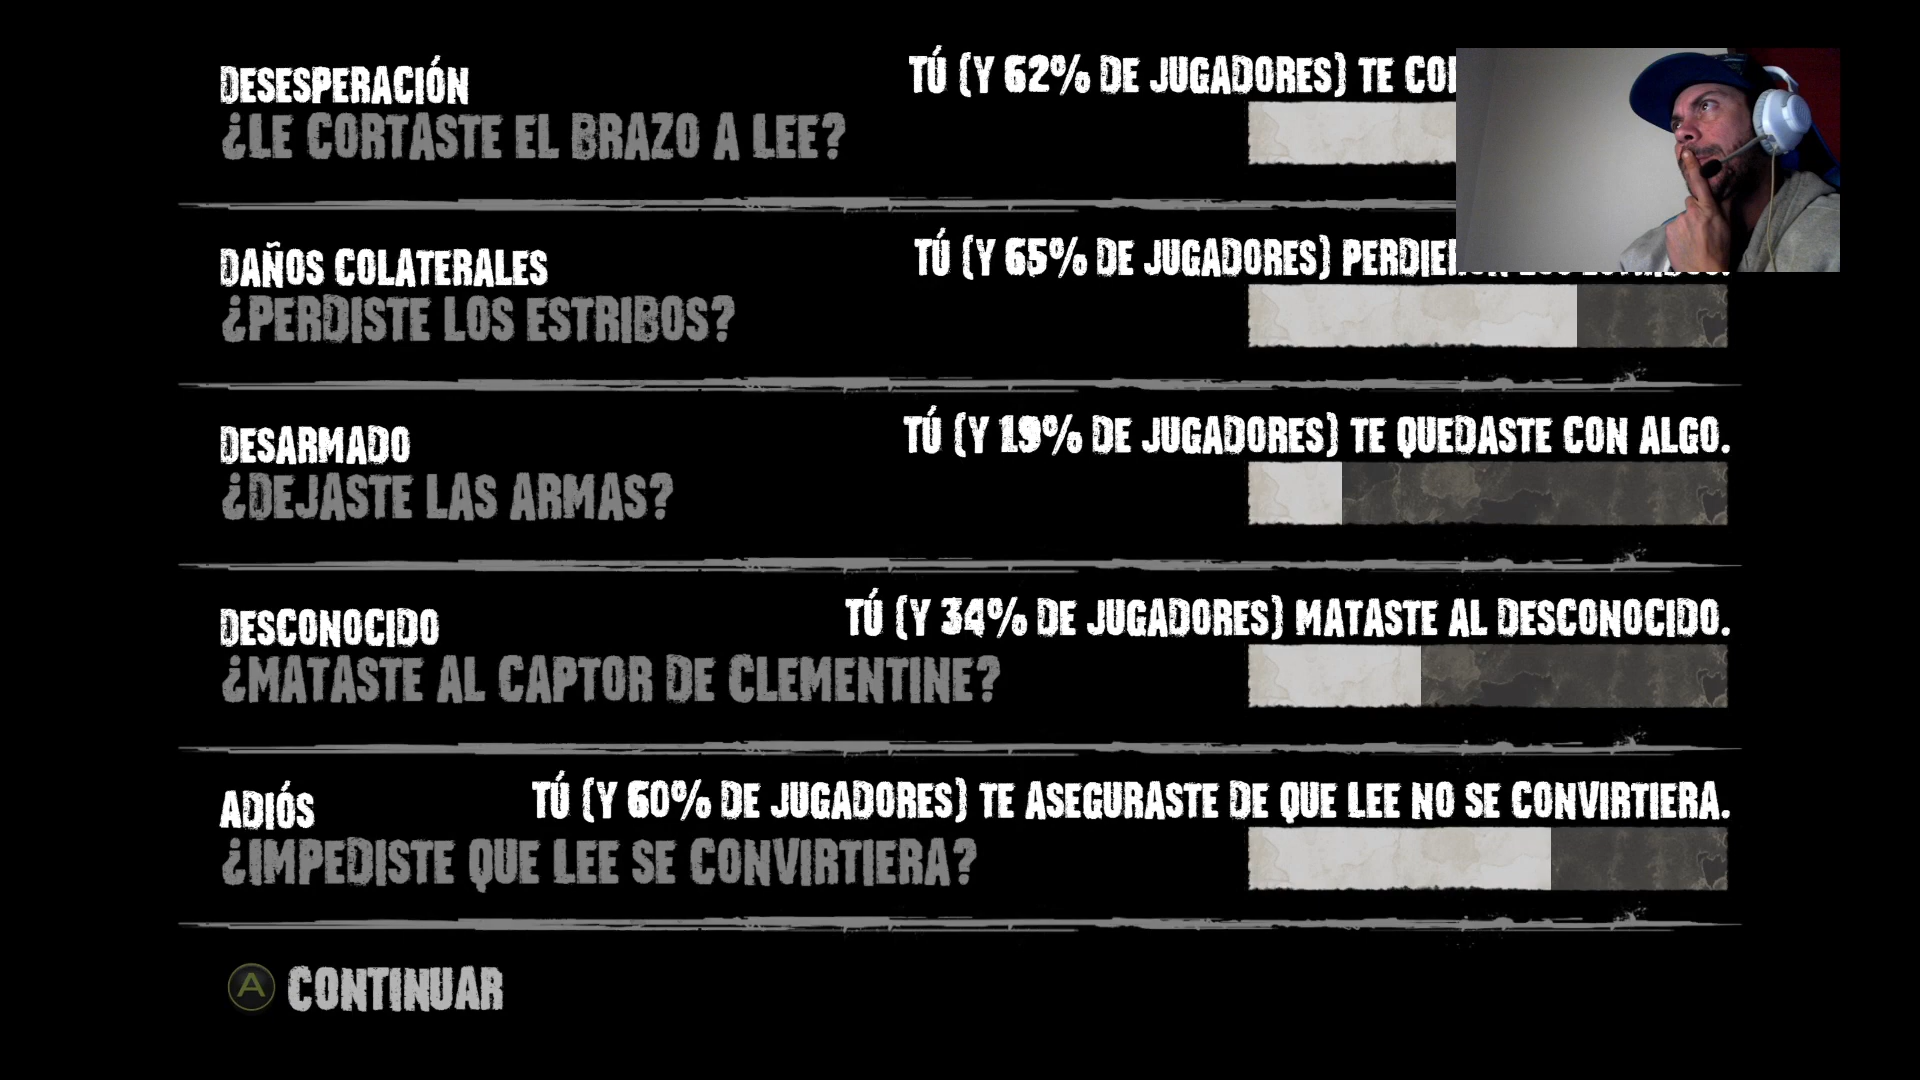 DESESPERACIÓN
TÚ (Y 62% DE JUGADORES) TE
¿LE CORTASTE EL BRAZO A LEE?
DAÑOS COLATERALES
TÚ (Y 65% DE JUGADORES) PERDIERON LOS ESTRIBOS.
¿PERDISTE LOS ESTRIBOS?
DESARMADO
TÚ (Y 19% DE JUGADORES) TE QUEDASTE CON ALGO.
¿DEJASTE LAS ARMAS?
DESCONOCIDO
TÚ (Y 34% DE JUGADORES) MATASTE AL DESCONOCIDO.
¿MATASTE AL CAPTOR DE CLEMENTINE?
ADIÓS
TÚ (Y 60% DE JUGADORES) TE ASEGURASTE DE QUE LEE NO SE CONVIRTIERA.
¿IMPEDISTE QUE LEE SE CONVIRTIERA?
A CONTINUAR